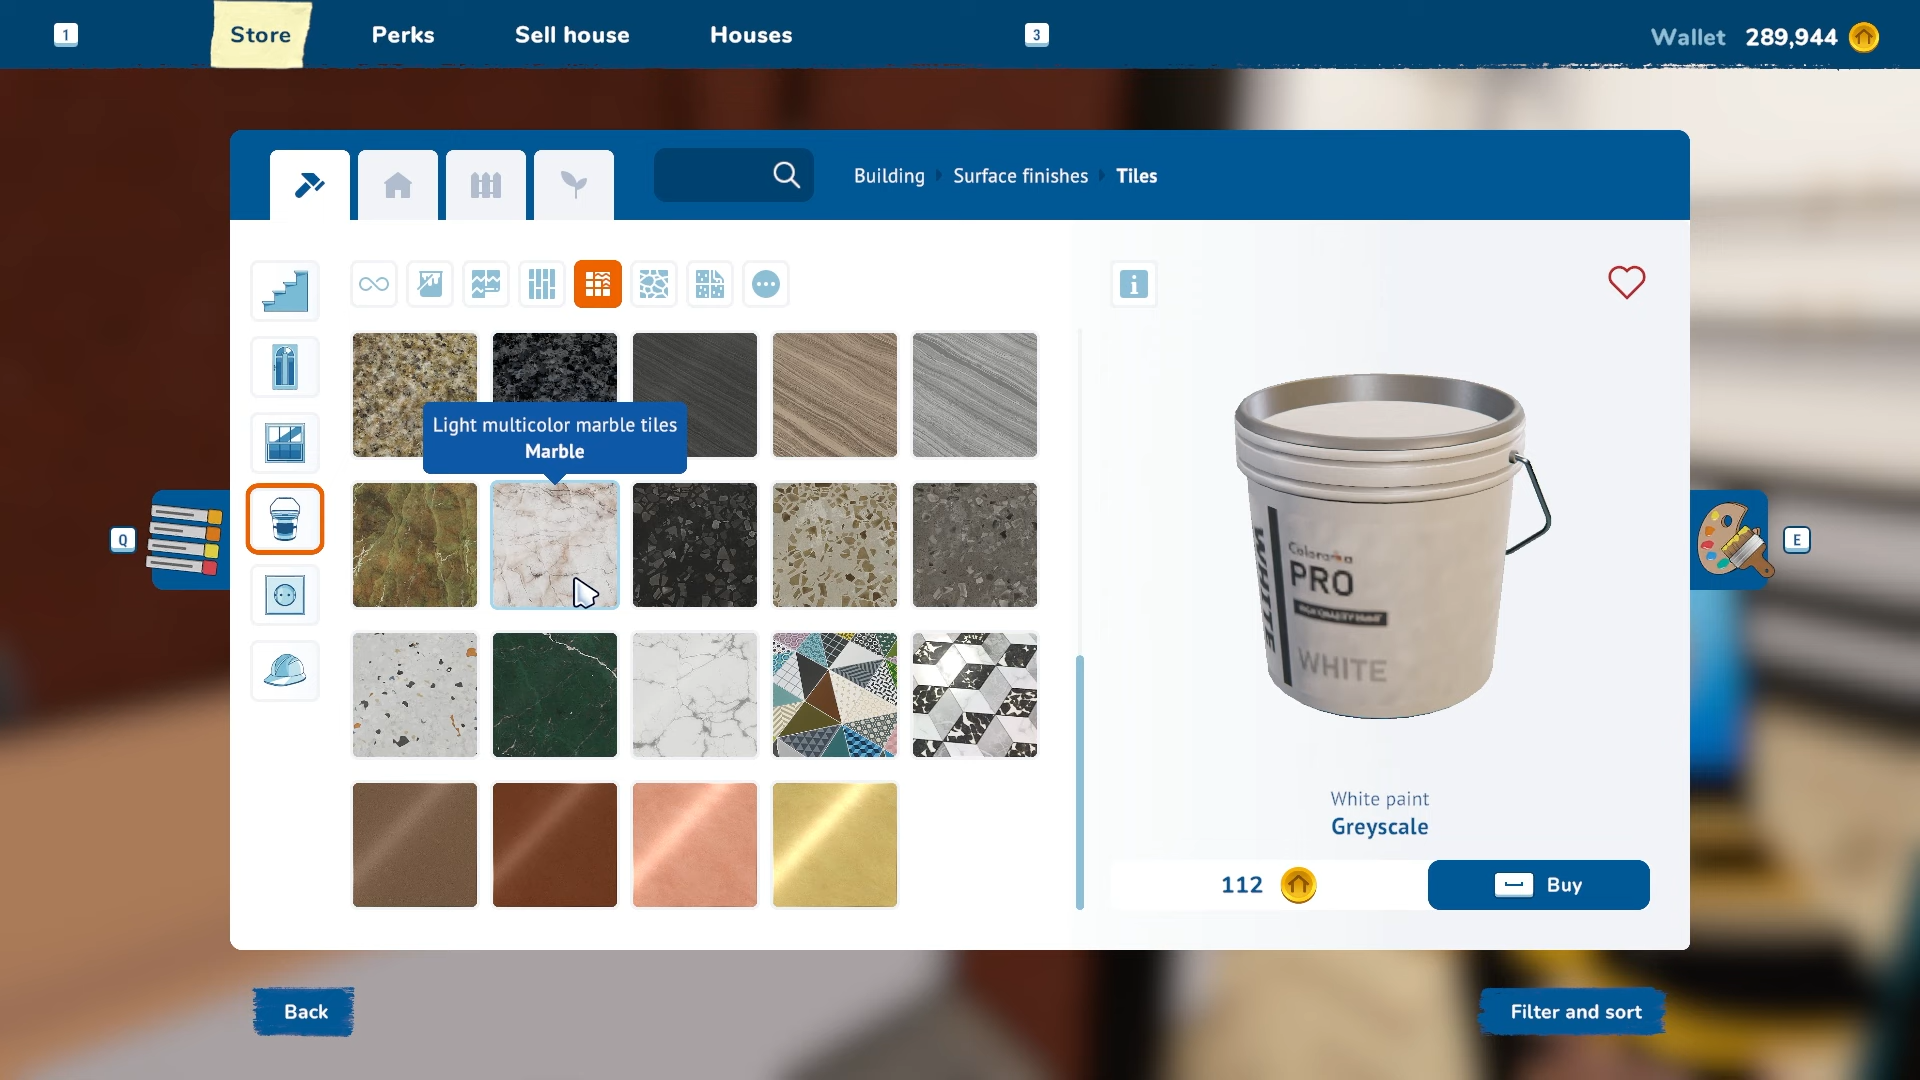 1
Store
Perks
Sell house
Houses
3
Wallet 289,944
Building
Surface finishes
Tiles
Light multicolor marble tiles
Marble
Q
E
WHITE
PRO
WHITE
White paint
Greyscale
112
Buy
Back
Filter and sort